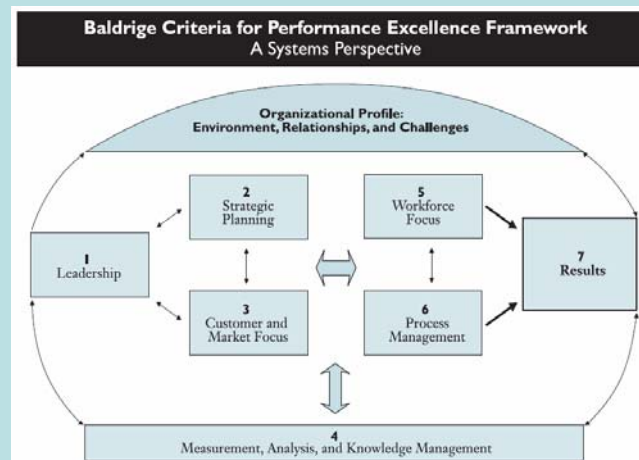 Baldrige Criteria for Performance Excellence Framework
A Systems Perspective
Organizational Profile:
Environment, Relationships, and Challenges
2
Strategic
Planning
5
Workforce
Focus
1
Leadership
7
Results
3
Customer and
Market Focus
6
Process
Management
4
Measurement, Analysis, and Knowledge Management